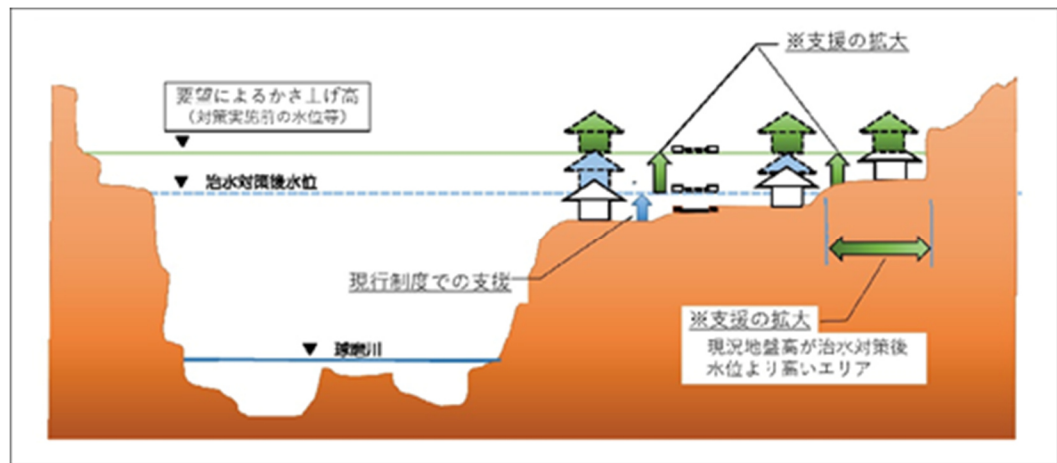 ※支援の拡大
要望によるかさ上げ高
（対策実施前の水位等）
▼
▼ 治水対策後水位
現行制度での支援
※支援の拡大
現況地盤高が治水対策後
水位より高いエリア
▼ 球磨川